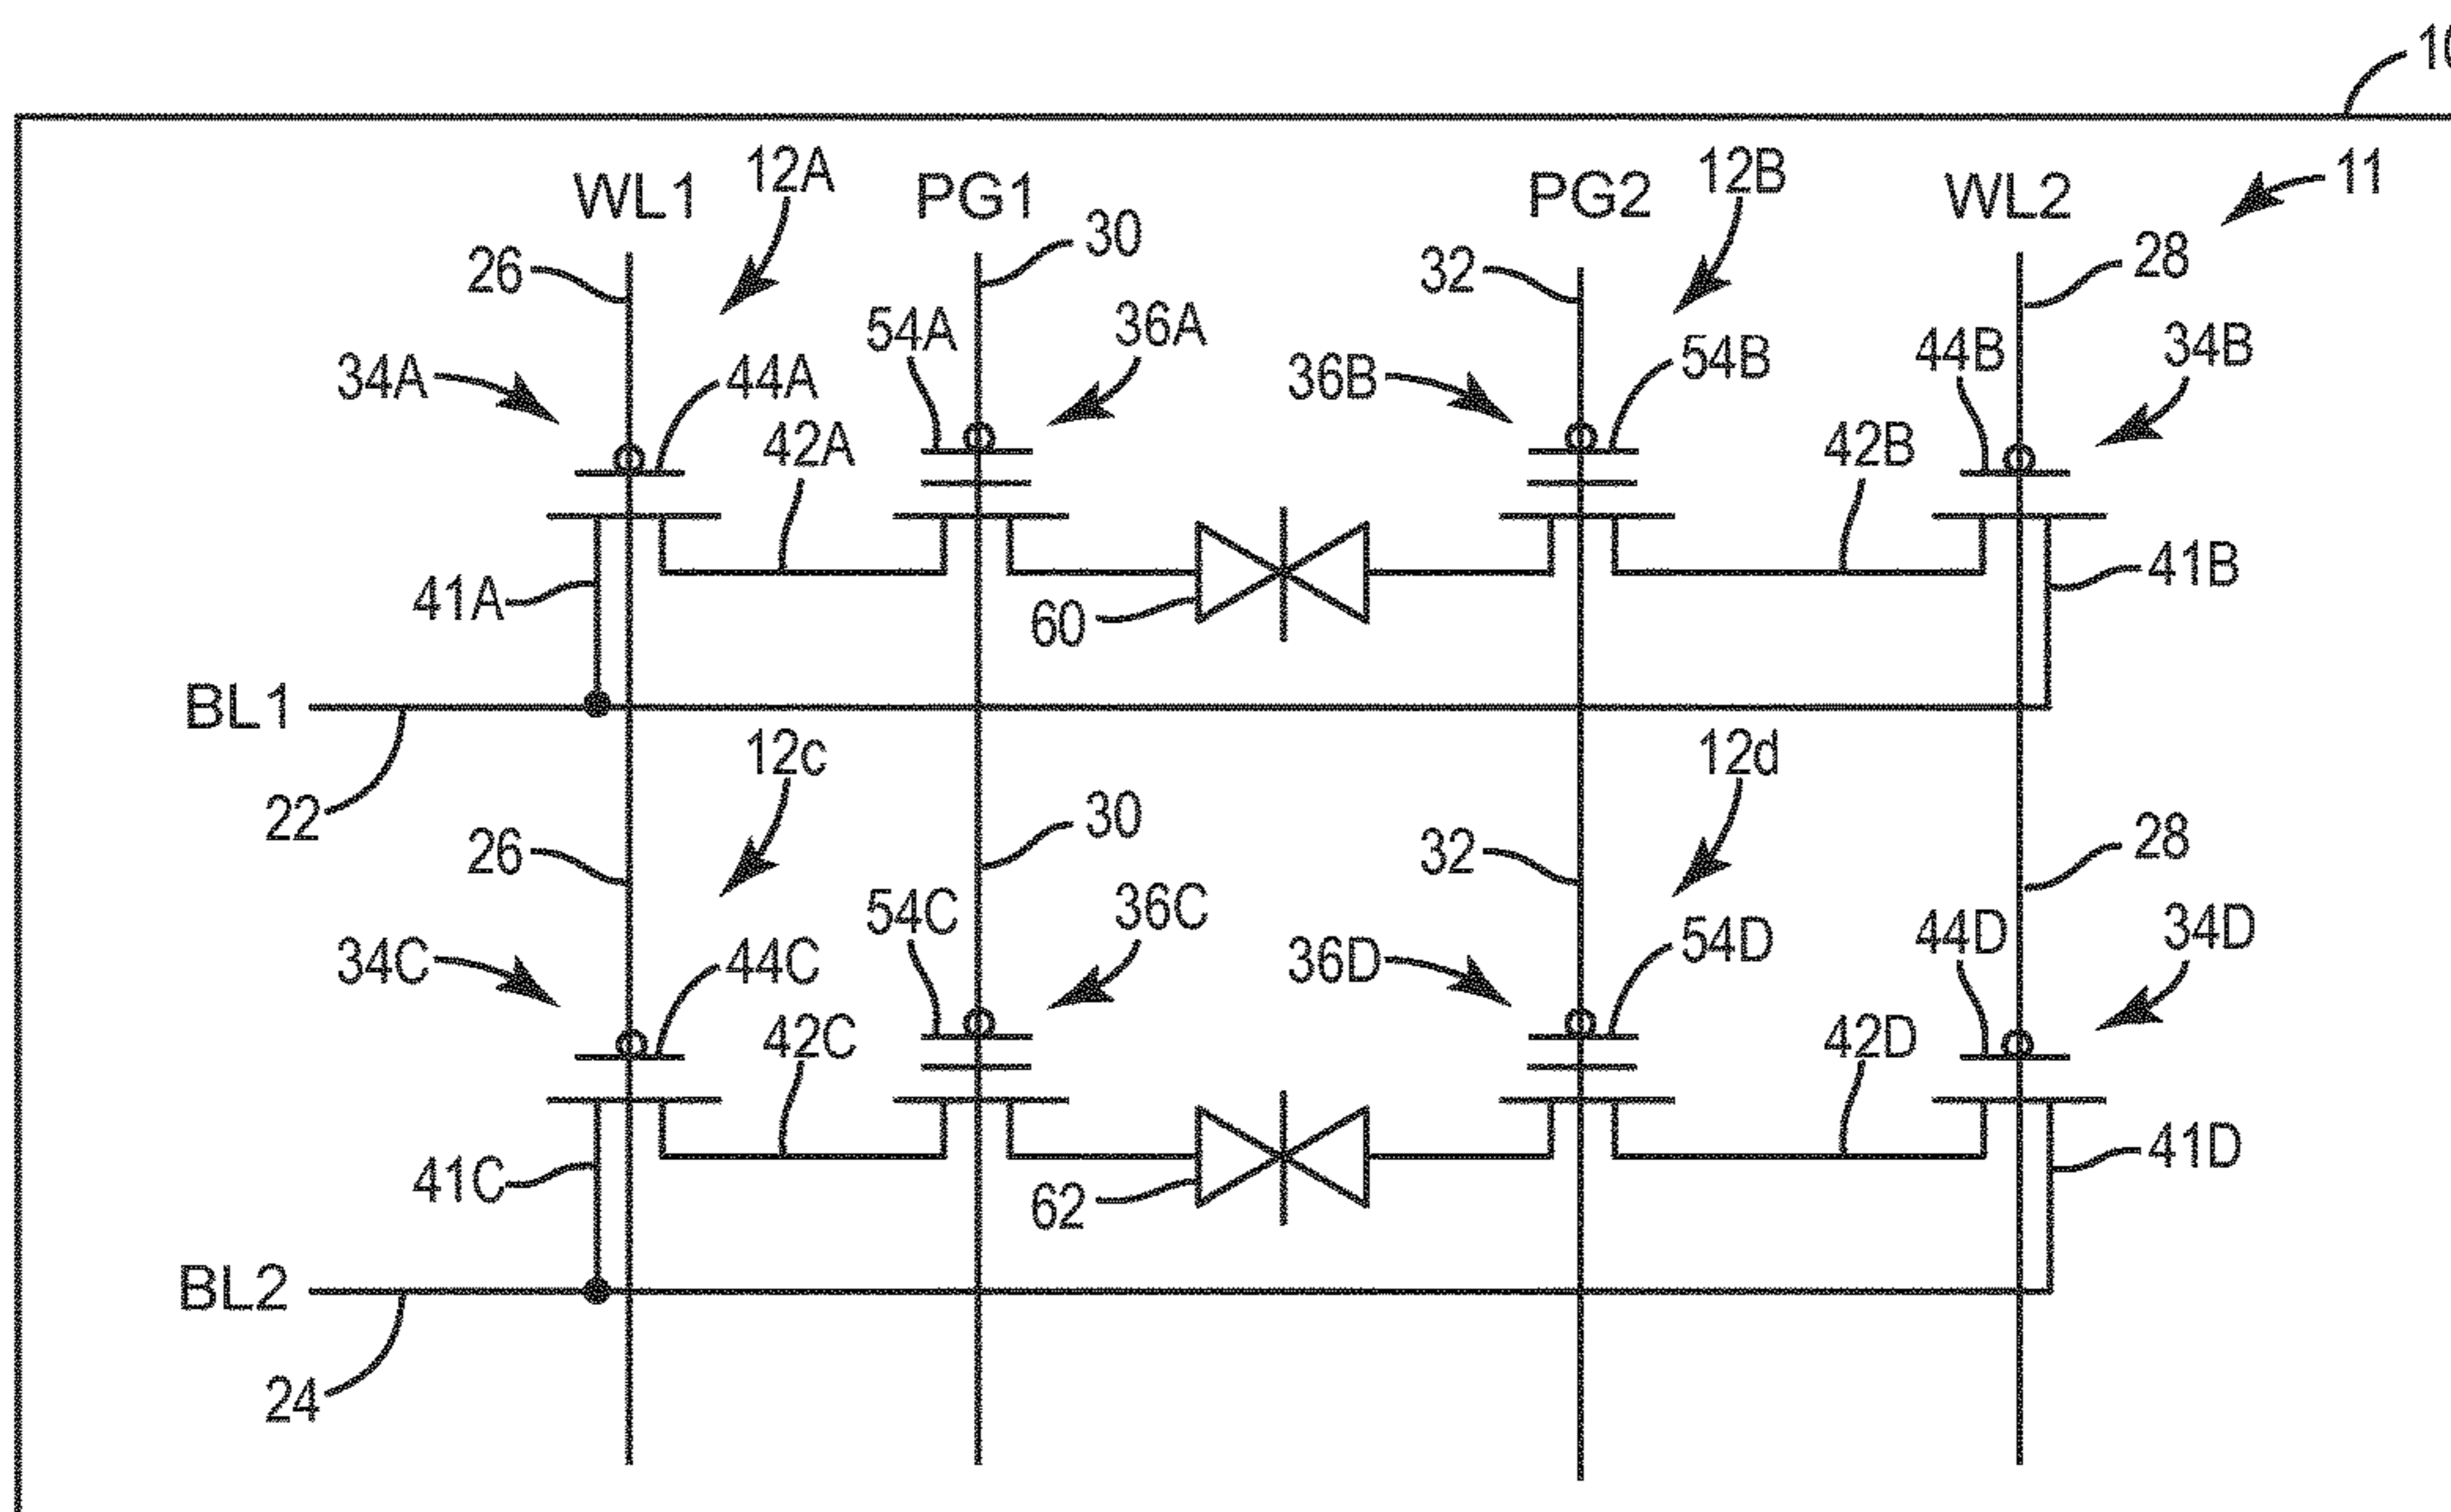 10
WL1 12A PG1 PG2 12B WL2 11
26 30 32 28
34A 44A 54A 36A 36B 54B 44B 34B
42A 42B
41A 60 41B
BL1
22
12c 12d
26 30 32 28
34C 44C 54C 36C 36D 54D 44D 34D
42C 42D
41C 62 41D
BL2
24